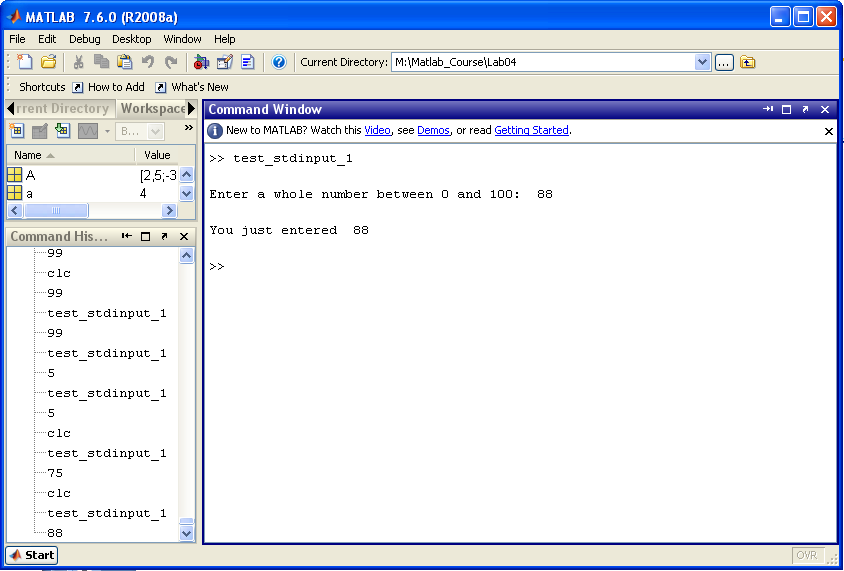 MATLAB 7.6.0 (R2008a)
File Edit Debug Desktop Window Help
Current Directory: M:\Matlab_Course\Lab04 ...
Shortcuts How to Add What's New
rrent Directory Workspace
B...
»
Name Value
A [2,5;-3
a 4
Command His...
99
clc
99
test_stdinput_1
99
test_stdinput_1
5
test_stdinput_1
5
clc
test_stdinput_1
75
clc
test_stdinput_1
88
Command Window
New to MATLAB? Watch this Video, see Demos, or read Getting Started.
>> test_stdinput_1
Enter a whole number between 0 and 100: 88
You just entered 88
>>
Start
OVR